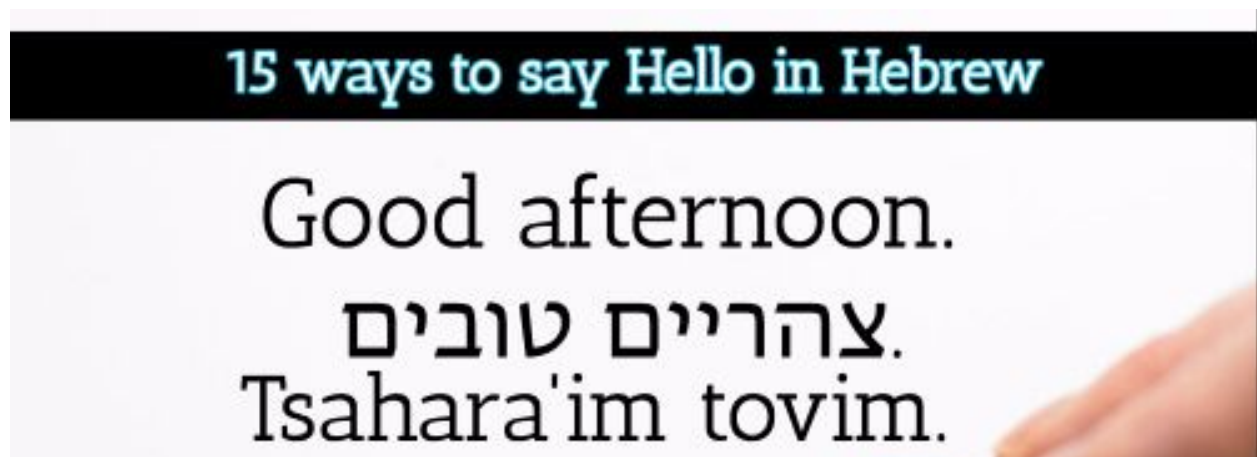 15 ways to say Hello in Hebrew
Good afternoon.
צהריים טובים.
Tsahara'im tovim.